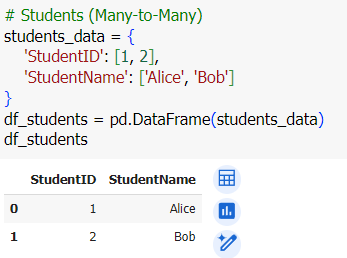 # Students (Many-to-Many)
students_data = {
    'StudentID': [1, 2],
    'StudentName': ['Alice', 'Bob']
}
df_students = pd.DataFrame(students_data)
df_students
StudentID StudentName
0 1 Alice
1 2 Bob